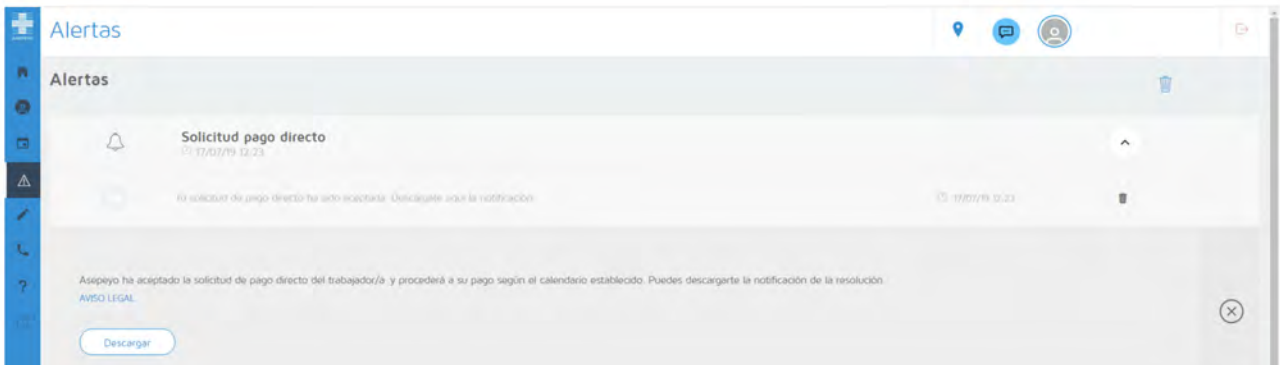 Alertas
Alertas
Solicitud pago directo
17/07/19 12:23
tu solicitud de pago directo ha sido aceptada. Descárgate aquí la notificación
17/07/19 12:23
Asepeyo ha aceptado la solicitud de pago directo del trabajador/a y procederá a su pago según el calendario establecido. Puedes descargarte la notificación de la resolución
AVISO LEGAL.
Descargar